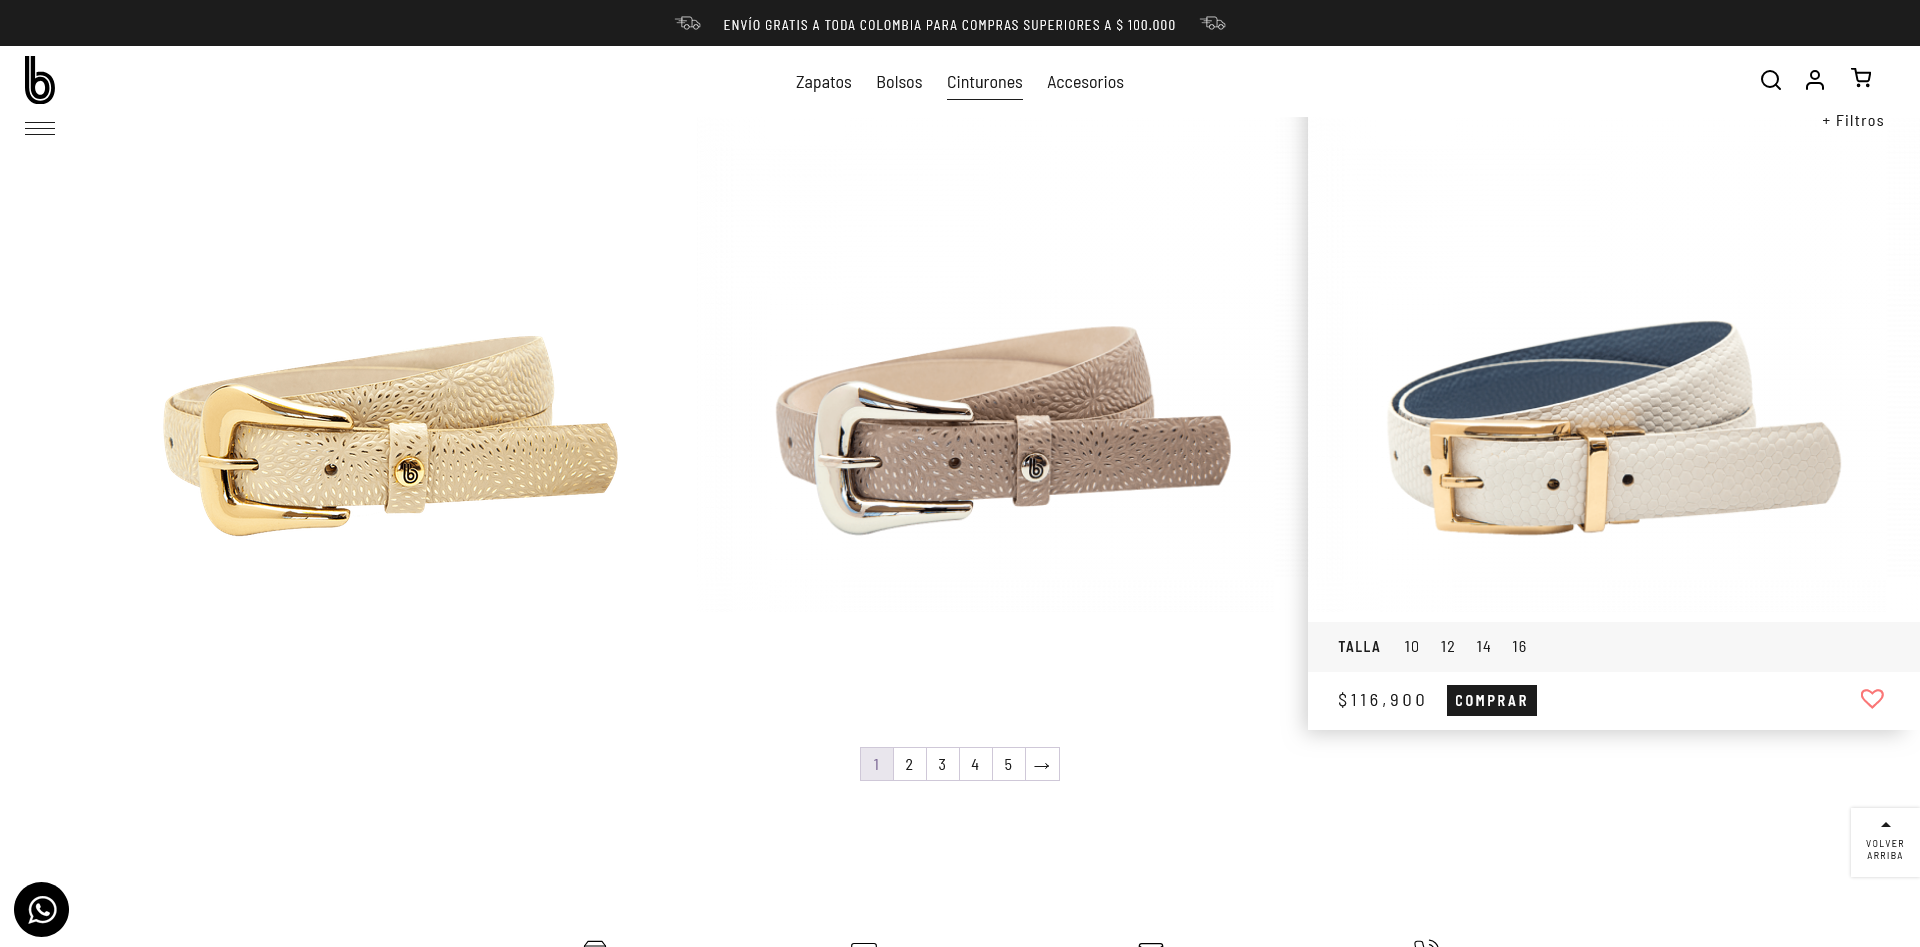 ENVÍO GRATIS A TODA COLOMBIA PARA COMPRAS SUPERIORES A $ 100.000
b
Zapatos Bolsos Cinturones Accesorios
+ Filtros
b
b
TALLA 10 12 14 16
$116,900 COMPRAR
1 2 3 4 5 →
VOLVER
ARRIBA